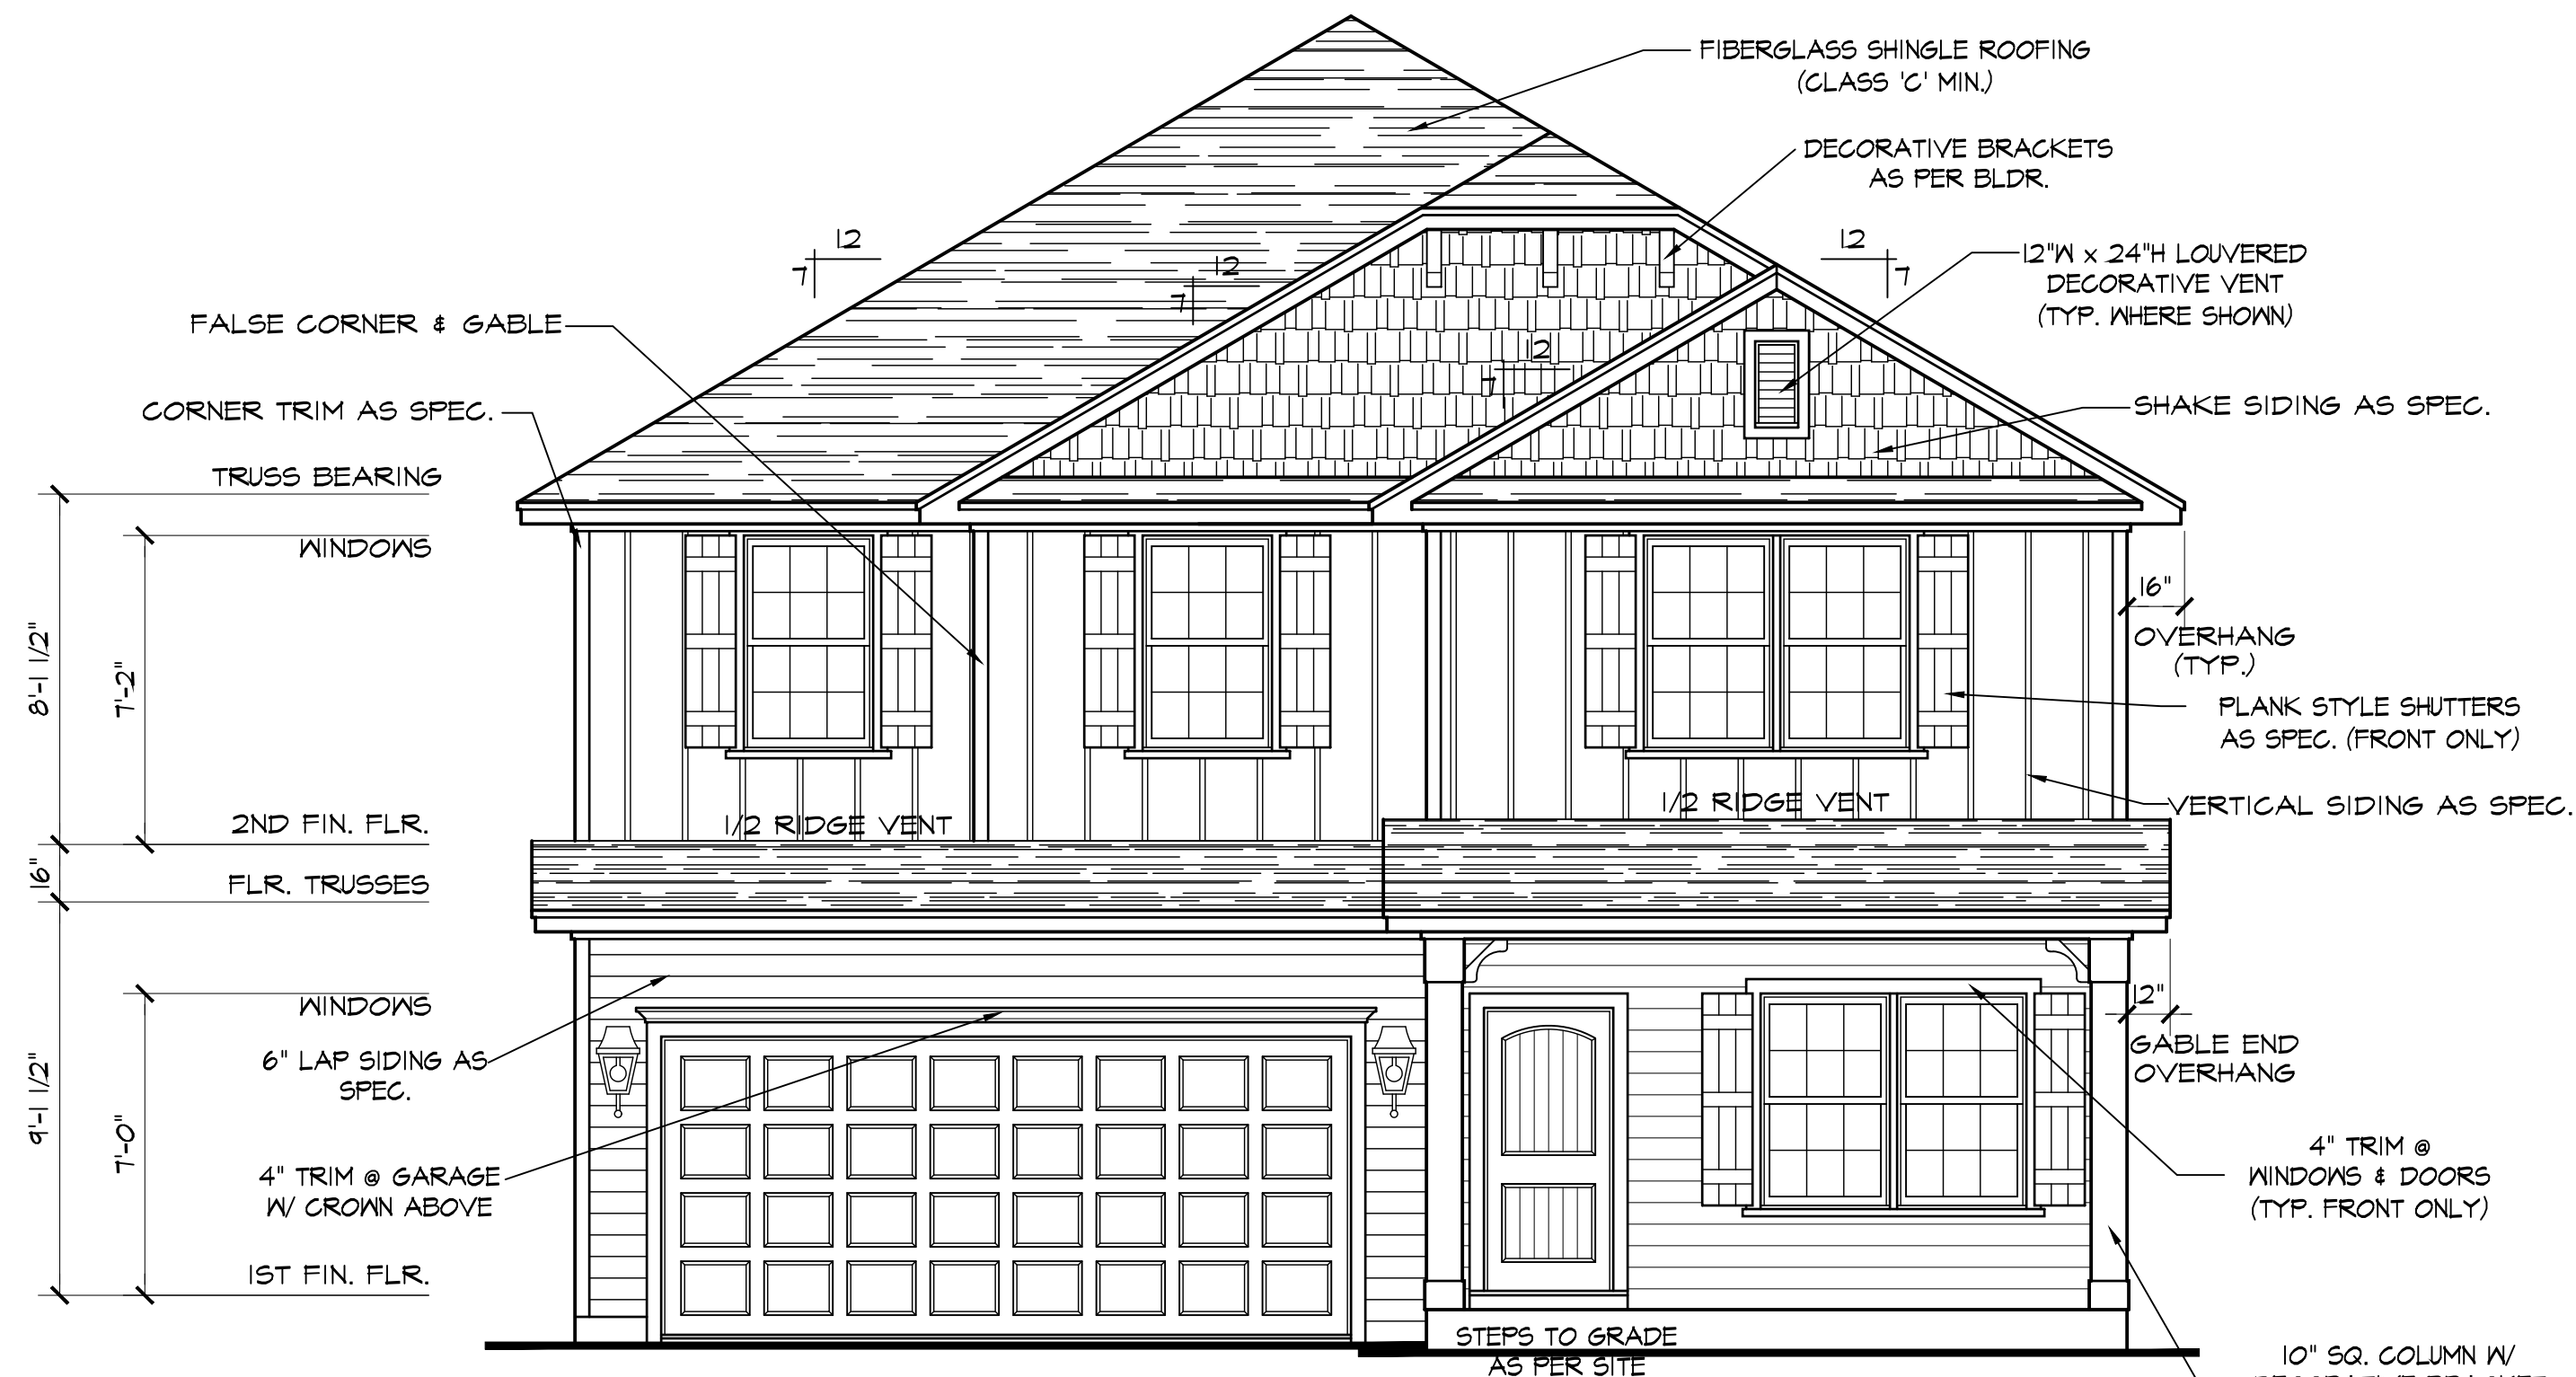 FIBERGLASS SHINGLE ROOFING
(CLASS 'C' MIN.)
DECORATIVE BRACKETS
AS PER BLDR.
12
7
12
7
12
7
12
7
12"W x 24"H LOUVERED
DECORATIVE VENT
(TYP. WHERE SHOWN)
FALSE CORNER & GABLE
CORNER TRIM AS SPEC.
SHAKE SIDING AS SPEC.
TRUSS BEARING
WINDOWS
8'-1 1/2"
7'-2"
16"
OVERHANG
(TYP.)
PLANK STYLE SHUTTERS
AS SPEC. (FRONT ONLY)
1/2 RIDGE VENT
VERTICAL SIDING AS SPEC.
2ND FIN. FLR.
1/2 RIDGE VENT
16"
FLR. TRUSSES
WINDOWS
12"
GABLE END
OVERHANG
6" LAP SIDING AS
SPEC.
9'-1 1/2"
7'-0"
4" TRIM @ GARAGE
W/ CROWN ABOVE
4" TRIM @
WINDOWS & DOORS
(TYP. FRONT ONLY)
1ST FIN. FLR.
STEPS TO GRADE
AS PER SITE
10" SQ. COLUMN W/